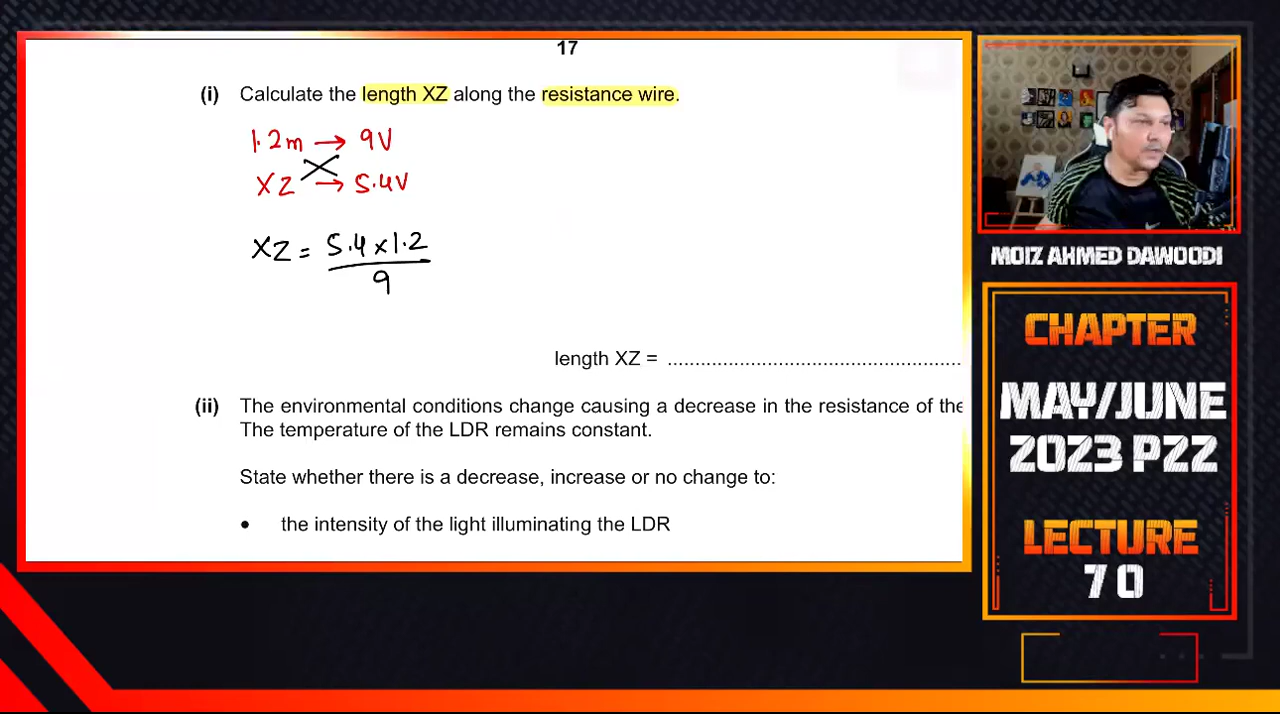 17
(i) Calculate the length XZ along the resistance wire.
1.2m → 9V
XZ → 5.4V
XZ = 5.4 × 1.2
9
length XZ = ..........................................................
(ii) The environmental conditions change causing a decrease in the resistance of the
The temperature of the LDR remains constant.
State whether there is a decrease, increase or no change to:
• the intensity of the light illuminating the LDR
MOIZ AHMED DAWOODI
CHAPTER
MAY/JUNE
2023 P22
LECTURE
70